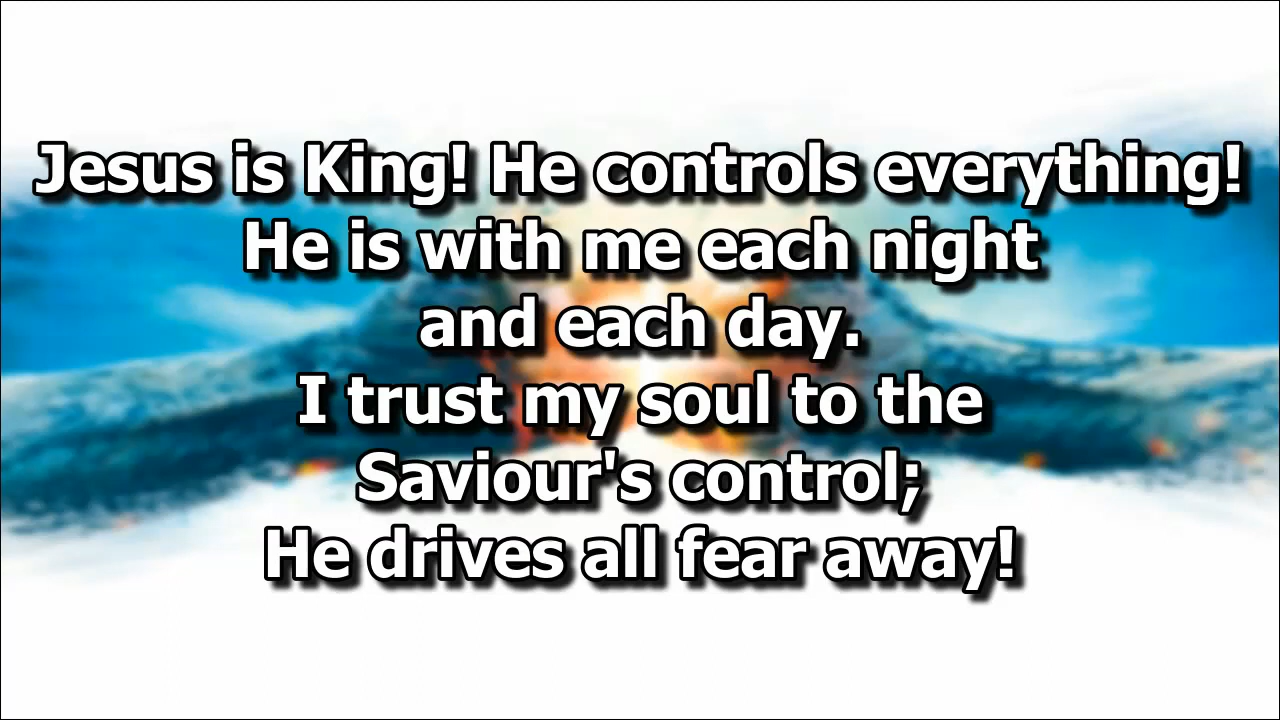 Jesus is King! He controls everything!
He is with me each night
and each day.
I trust my soul to the
Saviour's control;
He drives all fear away!